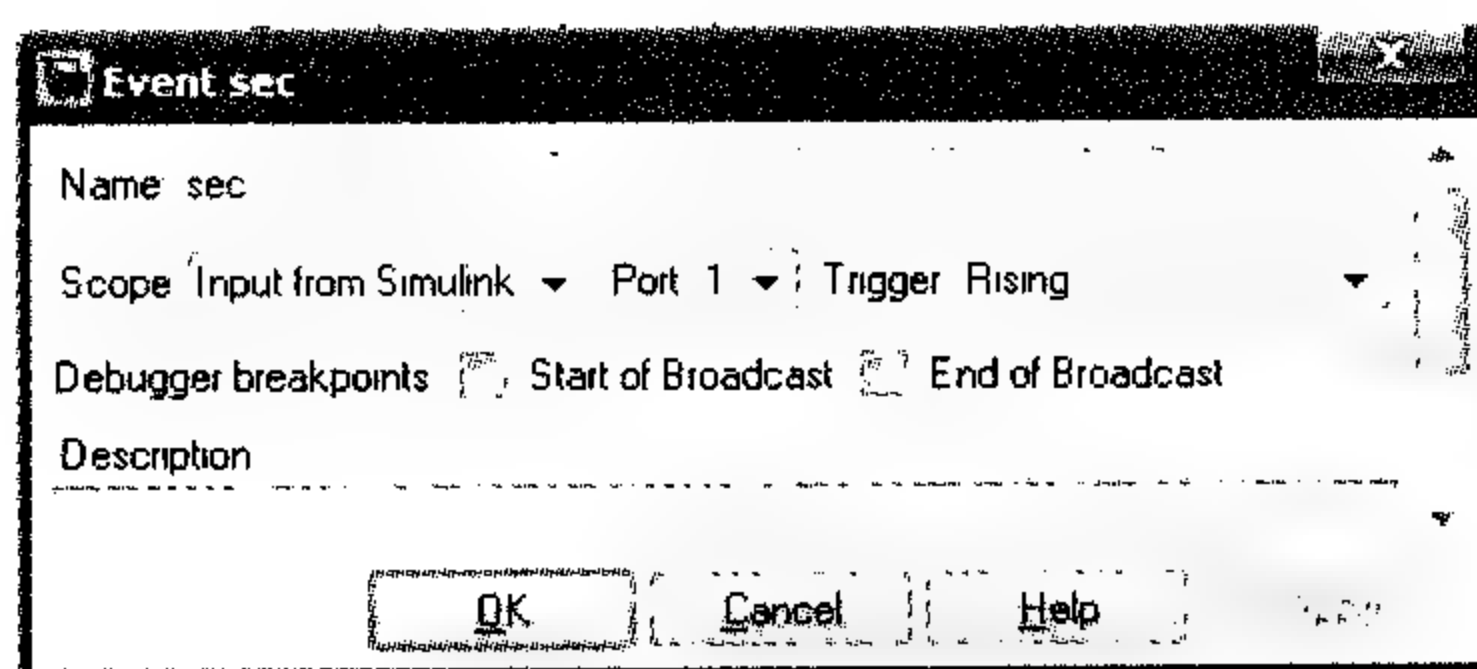 Event sec
X
Name sec
Scope Input from Simulink Port 1 Trigger Rising
Debugger breakpoints Start of Broadcast End of Broadcast
Description
OK Cancel Help